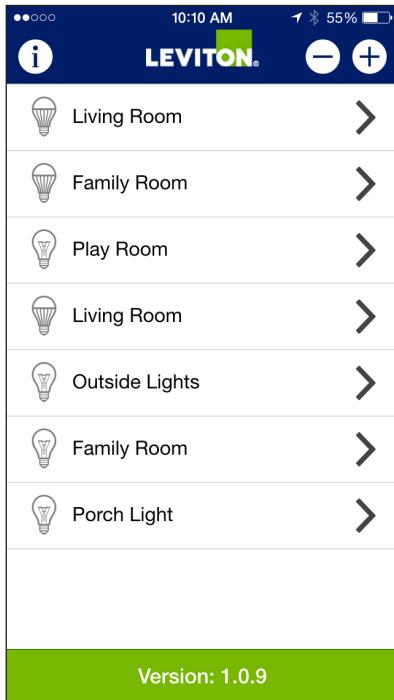 10:10 AM 55%
i LEVITON®
Living Room
Family Room
Play Room
Living Room
Outside Lights
Family Room
Porch Light
Version: 1.0.9